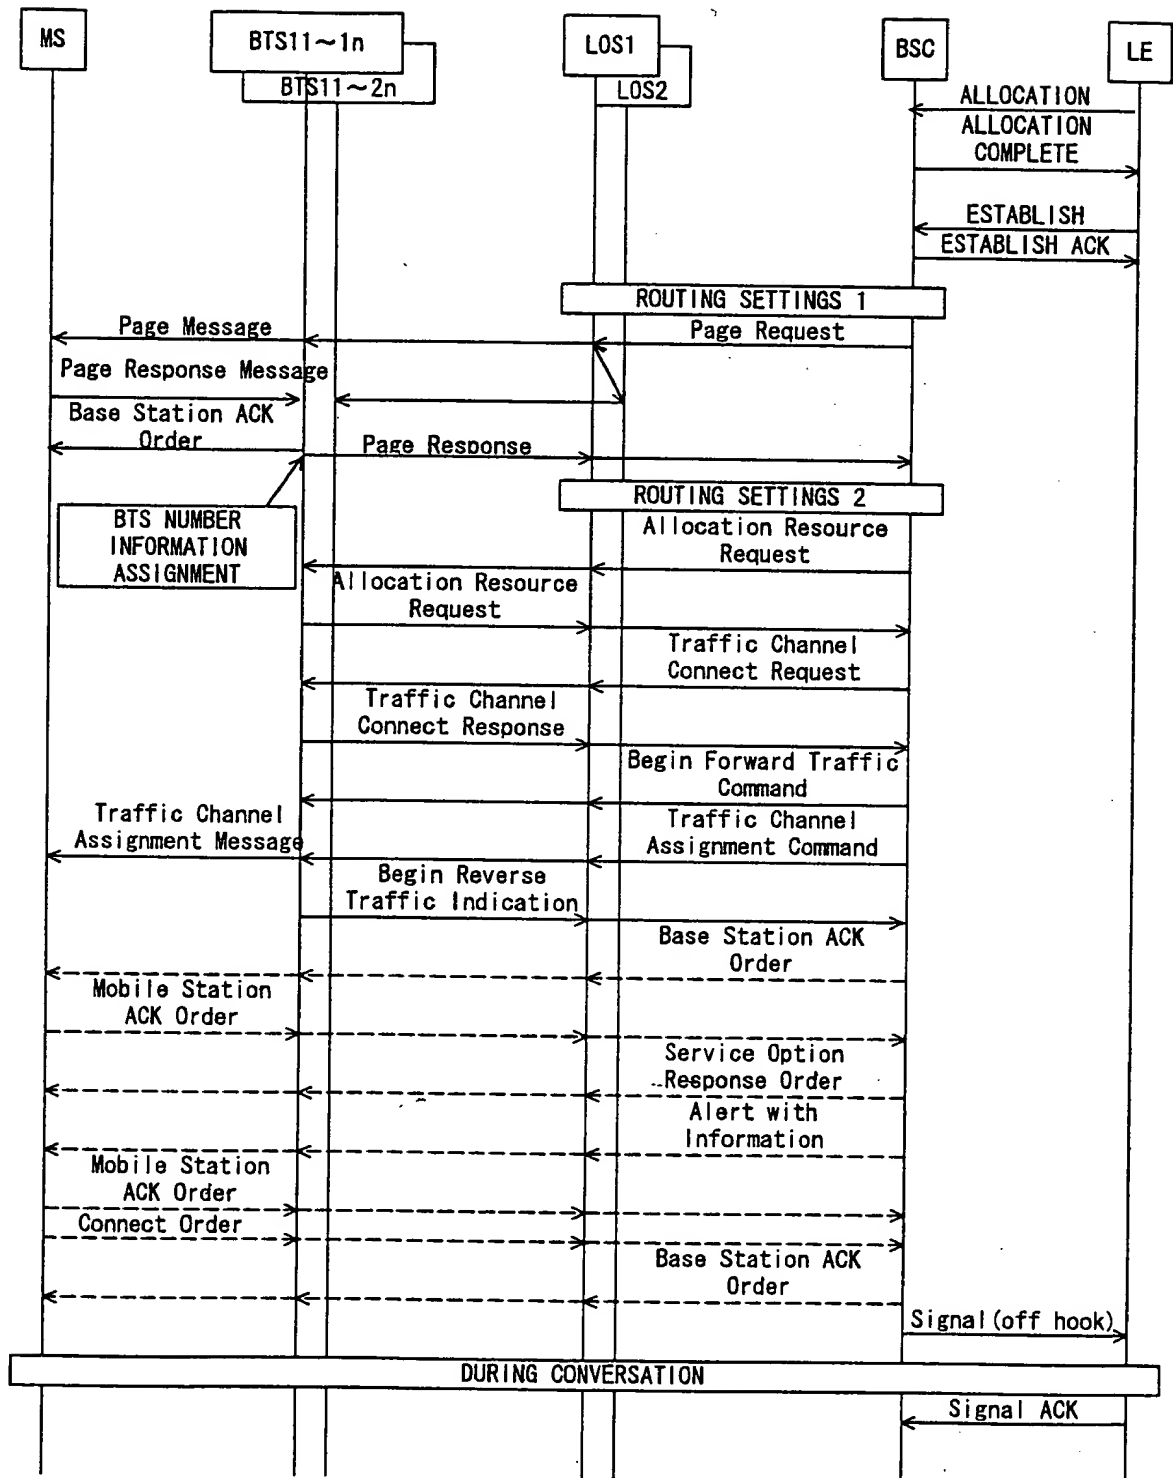 MS
BTS11~1n
BTS11~2n
LOS1
LOS2
BSC
LE
ALLOCATION
ALLOCATION
COMPLETE
ESTABLISH
ESTABLISH ACK
ROUTING SETTINGS 1
Page Message
Page Request
Page Response Message
Base Station ACK
Order
Page Response
ROUTING SETTINGS 2
BTS NUMBER
INFORMATION
ASSIGNMENT
Allocation Resource
Request
Allocation Resource
Request
Traffic Channel
Connect Request
Traffic Channel
Connect Response
Begin Forward Traffic
Command
Traffic Channel
Assignment Message
Traffic Channel
Assignment Command
Begin Reverse
Traffic Indication
Base Station ACK
Order
Mobile Station
ACK Order
Service Option
Response Order
Alert with
Information
Mobile Station
ACK Order
Connect Order
Base Station ACK
Order
Signal(off hook)
DURING CONVERSATION
Signal ACK